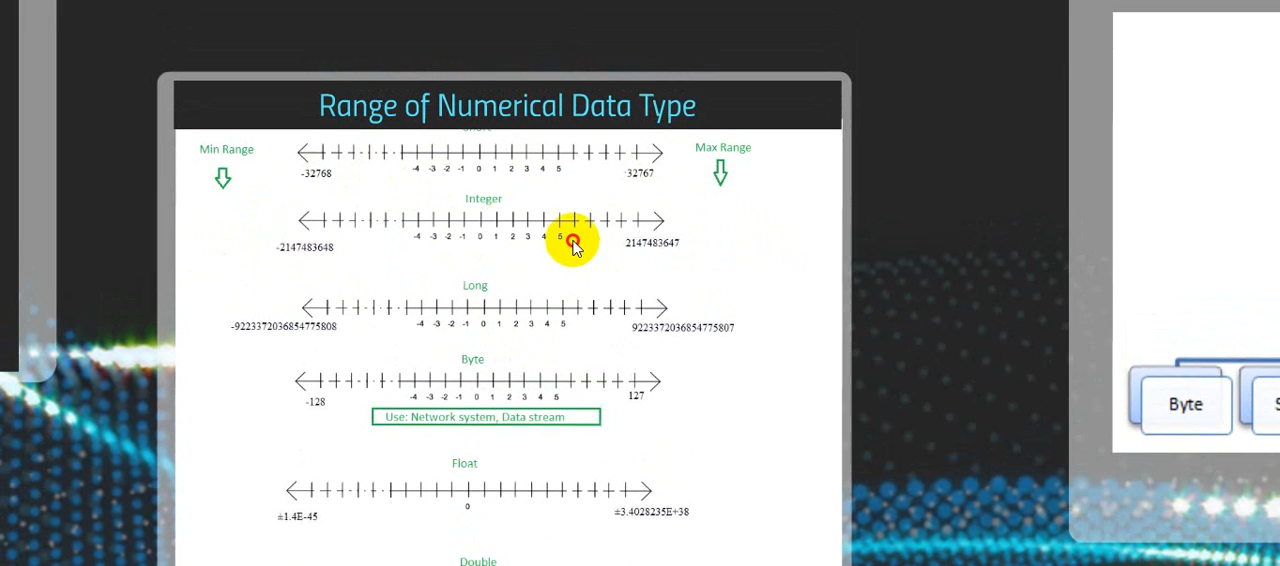 Range of Numerical Data Type
Short
Min Range
Max Range
-4 -3 -2 -1 0 1 2 3 4 5
-32768
32767
Integer
-4 -3 -2 -1 0 1 2 3 4 5
-2147483648
2147483647
Long
-4 -3 -2 -1 0 1 2 3 4 5
-9223372036854775808
9223372036854775807
Byte
-4 -3 -2 -1 0 1 2 3 4 5
-128
127
Use: Network system, Data stream
Float
0
±1.4E-45
±3.4028235E+38
Double
Byte